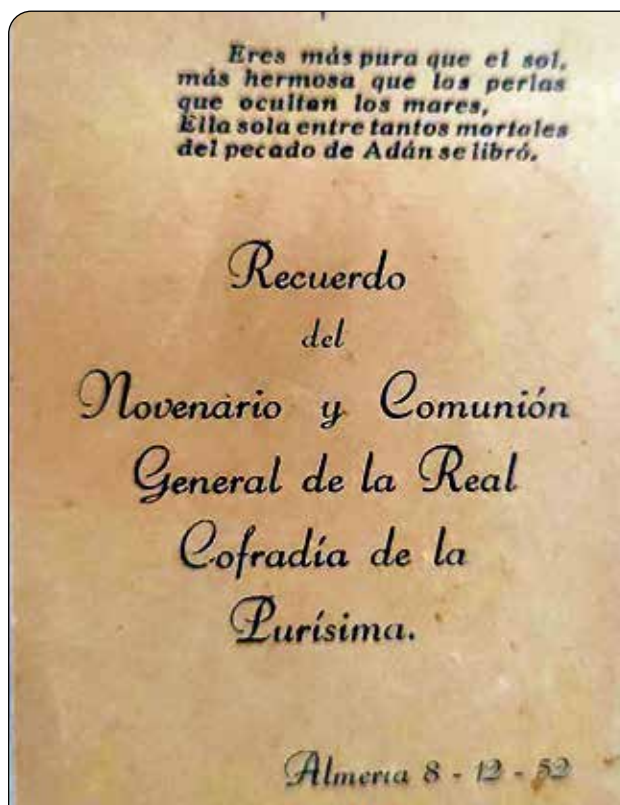 Eres más pura que el sol,
más hermosa que las perlas
que ocultan los mares,
Ella sola entre tantos mortales
del pecado de Adán se libró.
Recuerdo
del
Novenario y Comunión
General de la Real
Cofradía de la
Purísima.
Almería 8 - 12 - 52